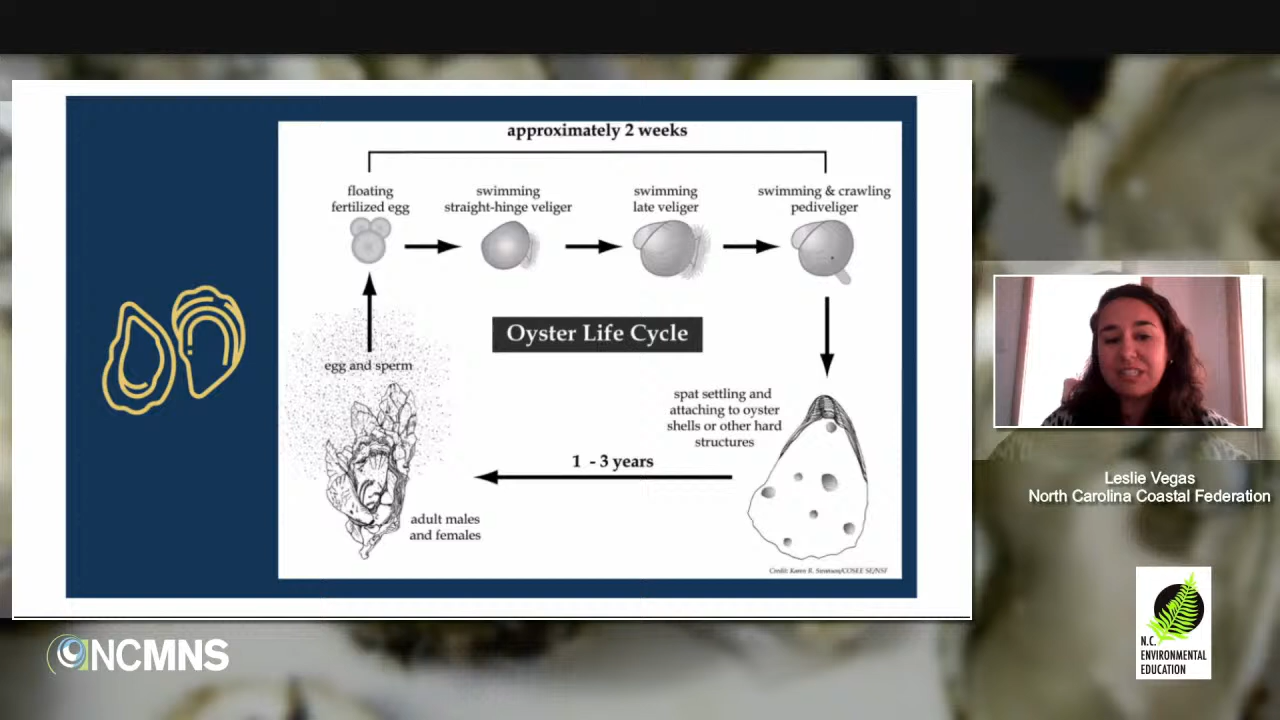 approximately 2 weeks
floating
fertilized egg
swimming
straight-hinge veliger
swimming
late veliger
swimming & crawling
pediveliger
Oyster Life Cycle
egg and sperm
spat settling and
attaching to oyster
shells or other hard
structures
1 - 3 years
adult males
and females
Credit: Karen R. Swanson/COSEE SE/NSF
Leslie Vegas
North Carolina Coastal Federation
NCMNS
N.C.
ENVIRONMENTAL
EDUCATION